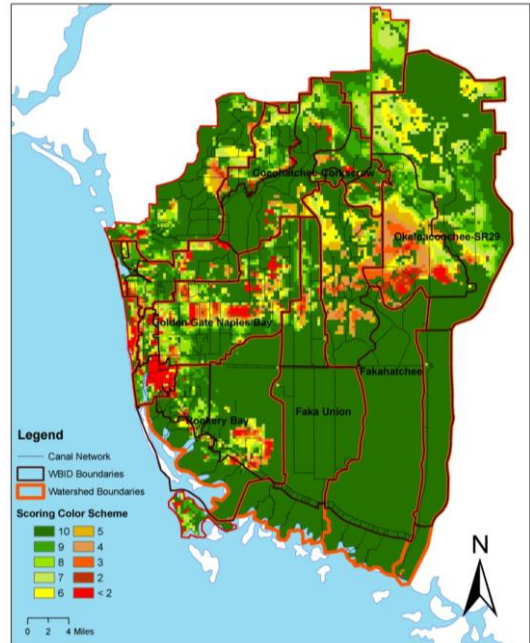 Cocohatchee-Corkscrew
Okaloacoochee-SR29
Golden Gate Naples Bay
Fakahatchee
Faka Union
Rookery Bay
Legend
Canal Network
WBID Boundaries
Watershed Boundaries
Scoring Color Scheme
10 5
9 4
8 3
7 2
6 < 2
0 2 4 Miles
N